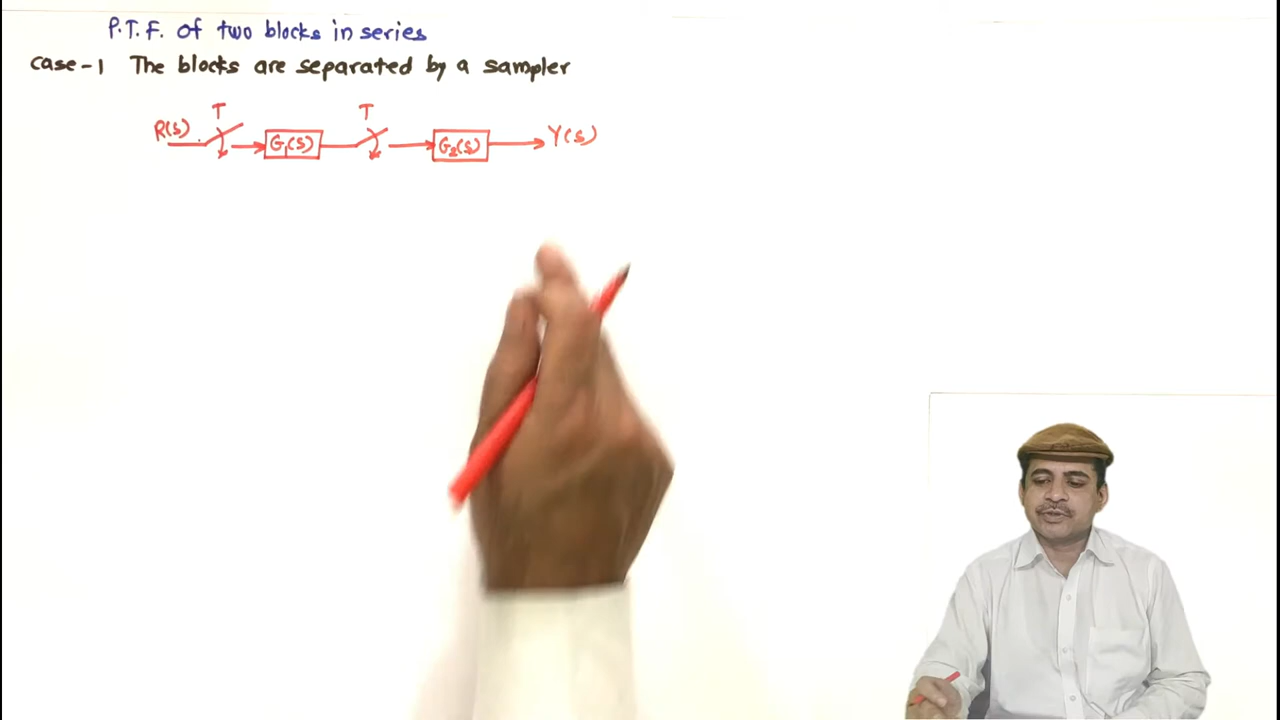 P.T.F. of two blocks in series
Case-1 The blocks are separated by a sampler
R(s) T G₁(s) T G₂(s) Y(s)